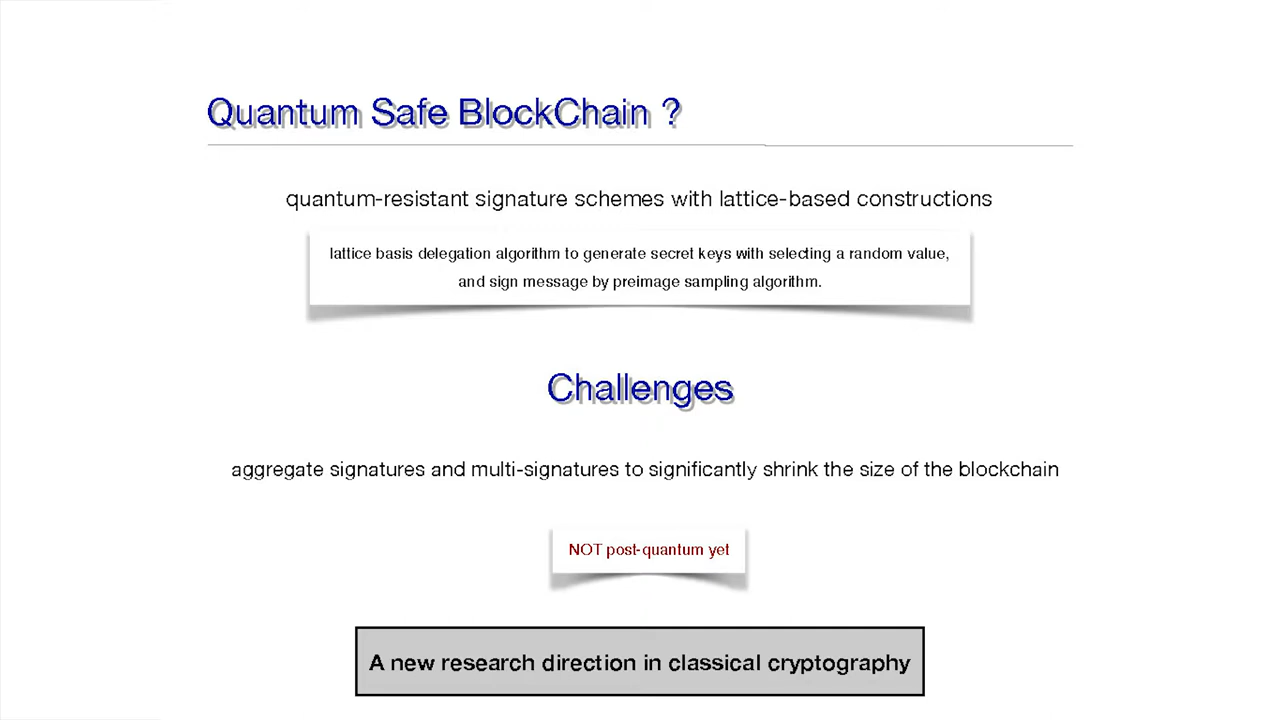 Quantum Safe BlockChain ?
quantum-resistant signature schemes with lattice-based constructions
lattice basis delegation algorithm to generate secret keys with selecting a random value,
and sign message by preimage sampling algorithm.
Challenges
aggregate signatures and multi-signatures to significantly shrink the size of the blockchain
NOT post-quantum yet
A new research direction in classical cryptography